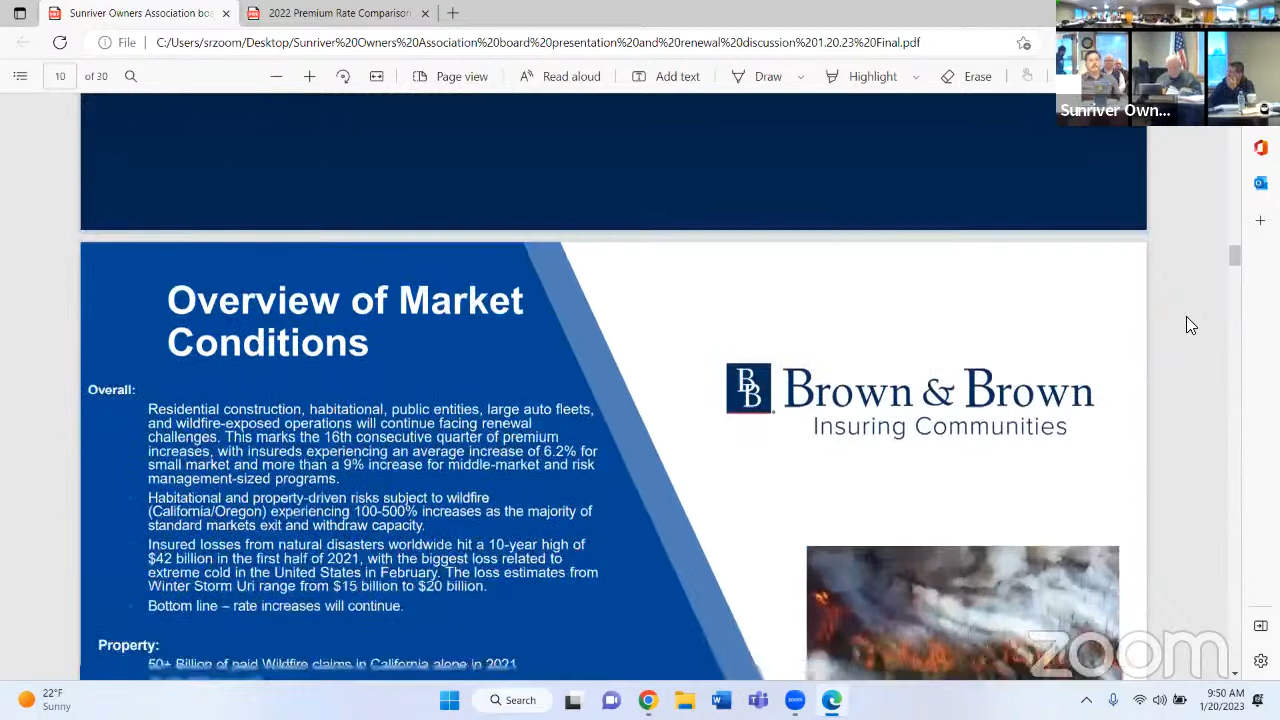 Sunriver Owners Association bo
2022 Premium Rate Comparisons
File
C:/Users/srzoom/Desktop/Sunriver%20Owners%20Association%20board%20presentation%20and%20renewal%20discussion%201.20.23%20Final.pdf
10 of 30
Page view
Read aloud
Add text
Draw
Highlight
Erase
Sunriver Own...
Overview of Market
Conditions
Overall:
Residential construction, habitational, public entities, large auto fleets,
and wildfire-exposed operations will continue facing renewal
challenges. This marks the 16th consecutive quarter of premium
increases, with insureds experiencing an average increase of 6.2% for
small market and more than a 9% increase for middle-market and risk
management-sized programs.
Habitational and property-driven risks subject to wildfire
(California/Oregon) experiencing 100-500% increases as the majority of
standard markets exit and withdraw capacity.
Insured losses from natural disasters worldwide hit a 10-year high of
$42 billion in the first half of 2021, with the biggest loss related to
extreme cold in the United States in February. The loss estimates from
Winter Storm Uri range from $15 billion to $20 billion.
Bottom line – rate increases will continue.
Property:
50+ Billion of paid Wildfire claims in California alone in 2021
B
B
Brown & Brown
Insuring Communities
zoom
22°F
Sunny
Search
9:50 AM
1/20/2023